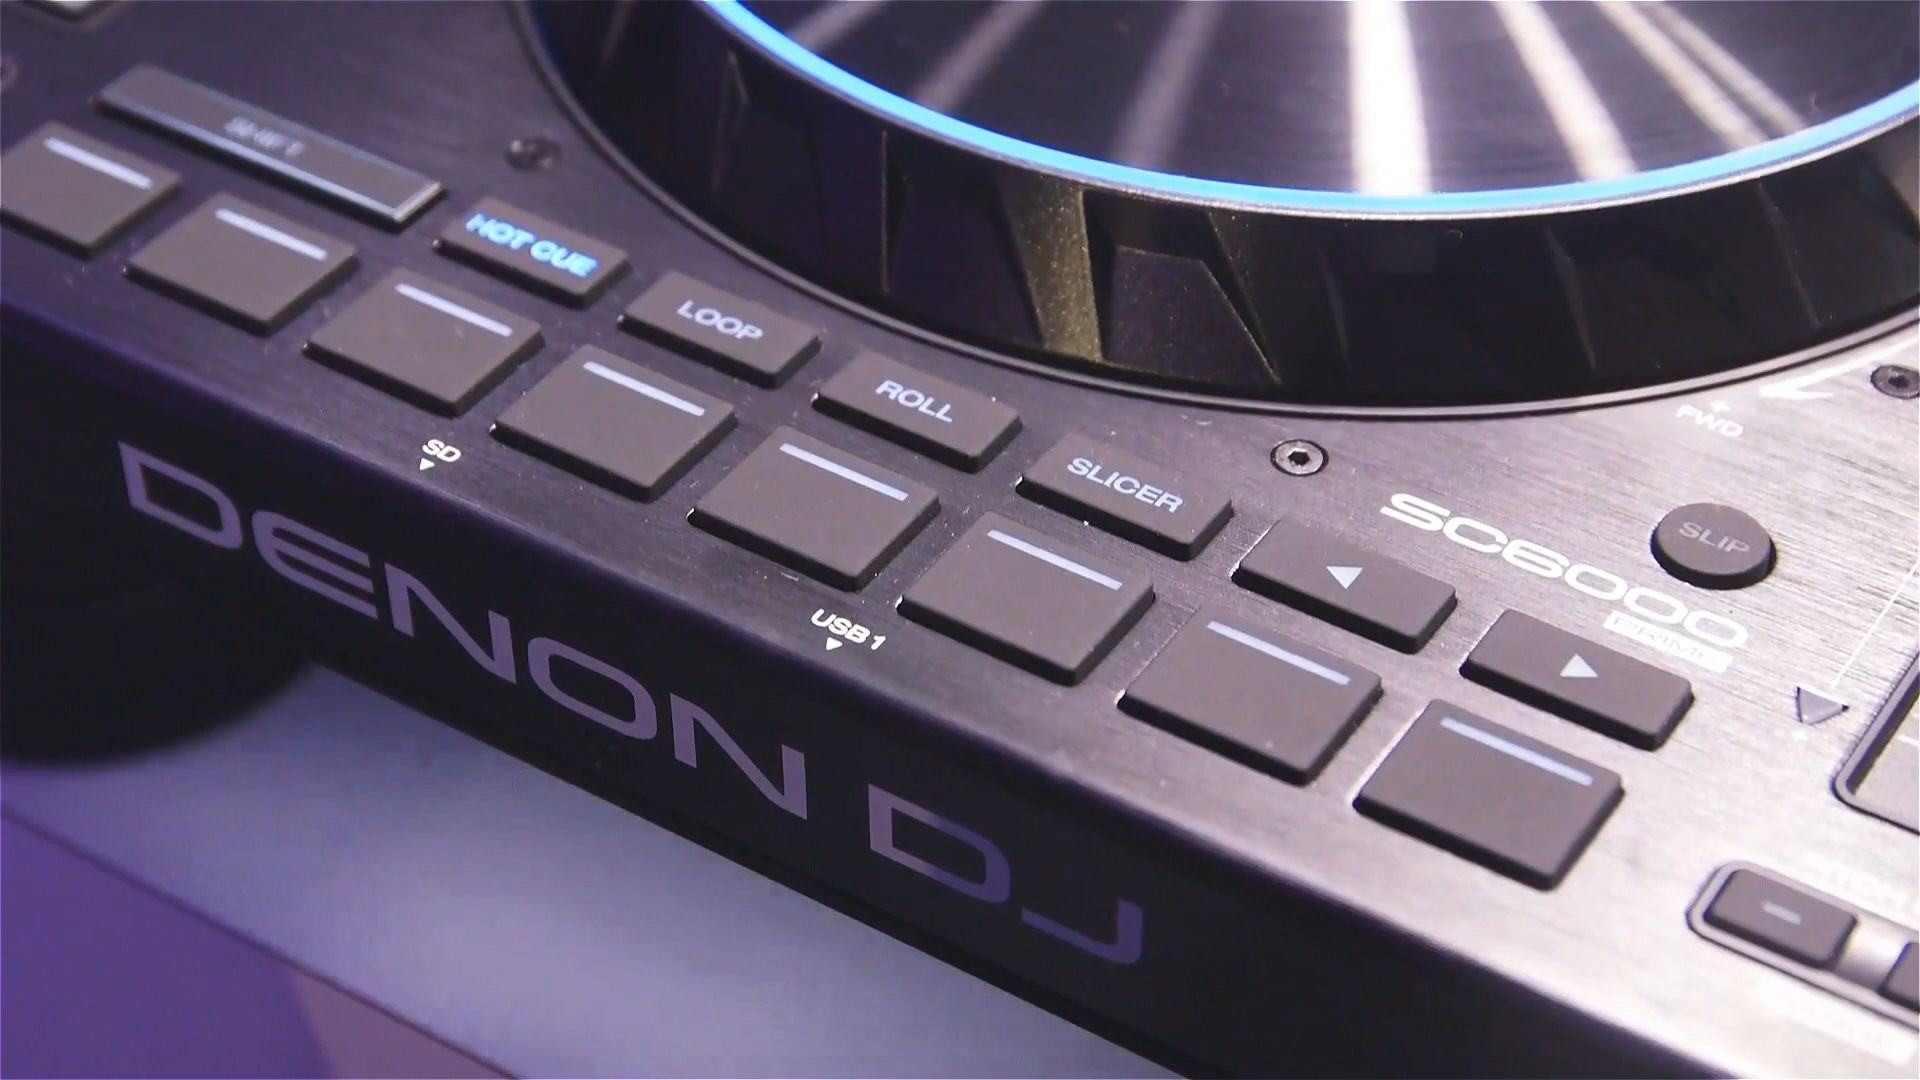 SHIFT
HOT CUE
LOOP
ROLL
SLICER
SD
USB 1
+
FWD
SC6000
PRIME
SLIP
DENON DJ